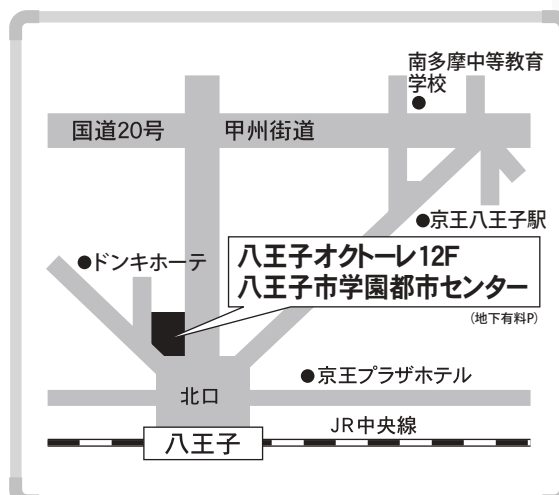 南多摩中等教育
学校
国道20号
甲州街道
京王八王子駅
ドンキホーテ
八王子オクトーレ12F
八王子市学園都市センター
(地下有料P)
京王プラザホテル
北口
JR中央線
八王子